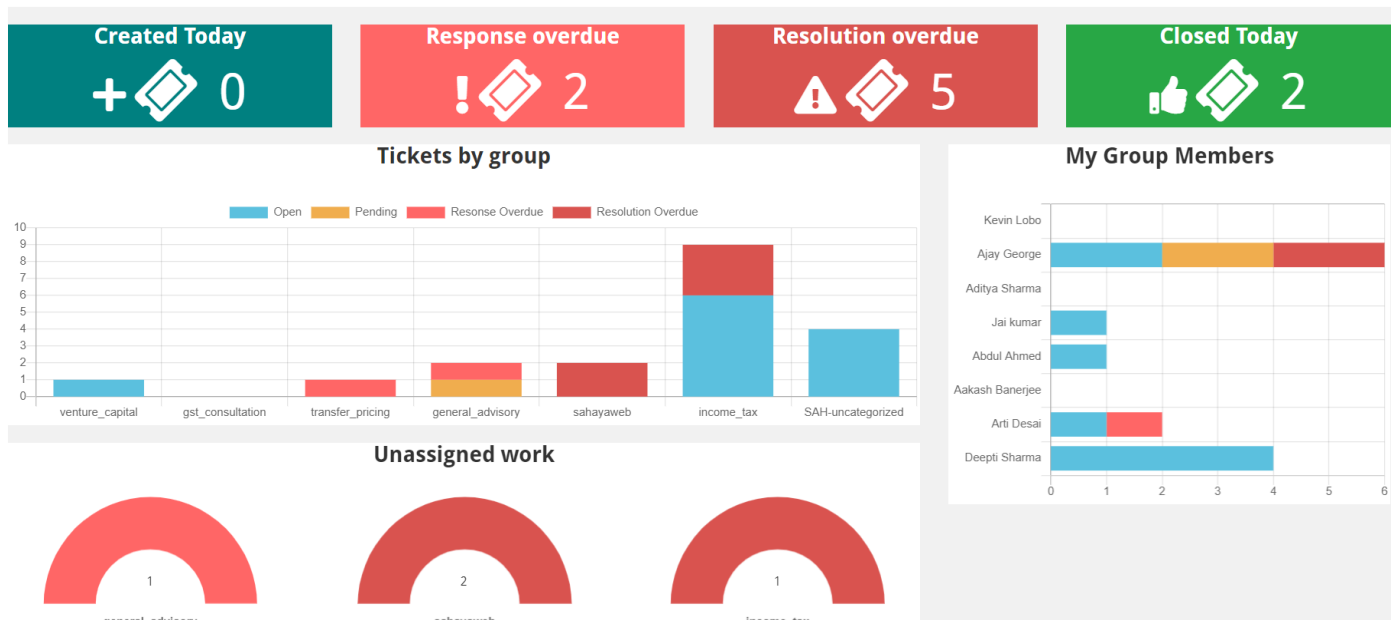 Created Today
0
Response overdue
2
Resolution overdue
5
Closed Today
2
Tickets by group
Open Pending Resonse Overdue Resolution Overdue
10
9
8
7
6
5
4
3
2
1
0
venture_capital gst_consultation transfer_pricing general_advisory sahayaweb income_tax SAH-uncategorized
My Group Members
Kevin Lobo
Ajay George
Aditya Sharma
Jai kumar
Abdul Ahmed
Aakash Banerjee
Arti Desai
Deepti Sharma
0 1 2 3 4 5 6
Unassigned work
1 2 1
general_advisory sahayaweb income_tax